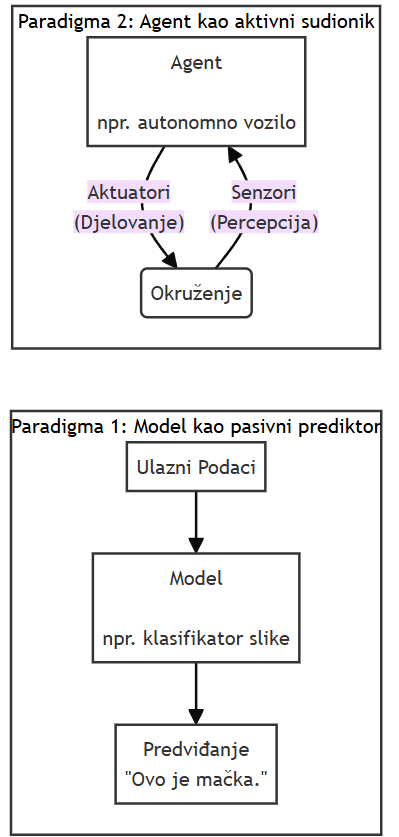 Paradigma 2: Agent kao aktivni sudionik
Agent
npr. autonomno vozilo
Aktuatori
(Djelovanje)
Senzori
(Percepcija)
Okruženje
Paradigma 1: Model kao pasivni prediktor
Ulazni Podaci
Model
npr. klasifikator slike
Predviđanje
"Ovo je mačka."